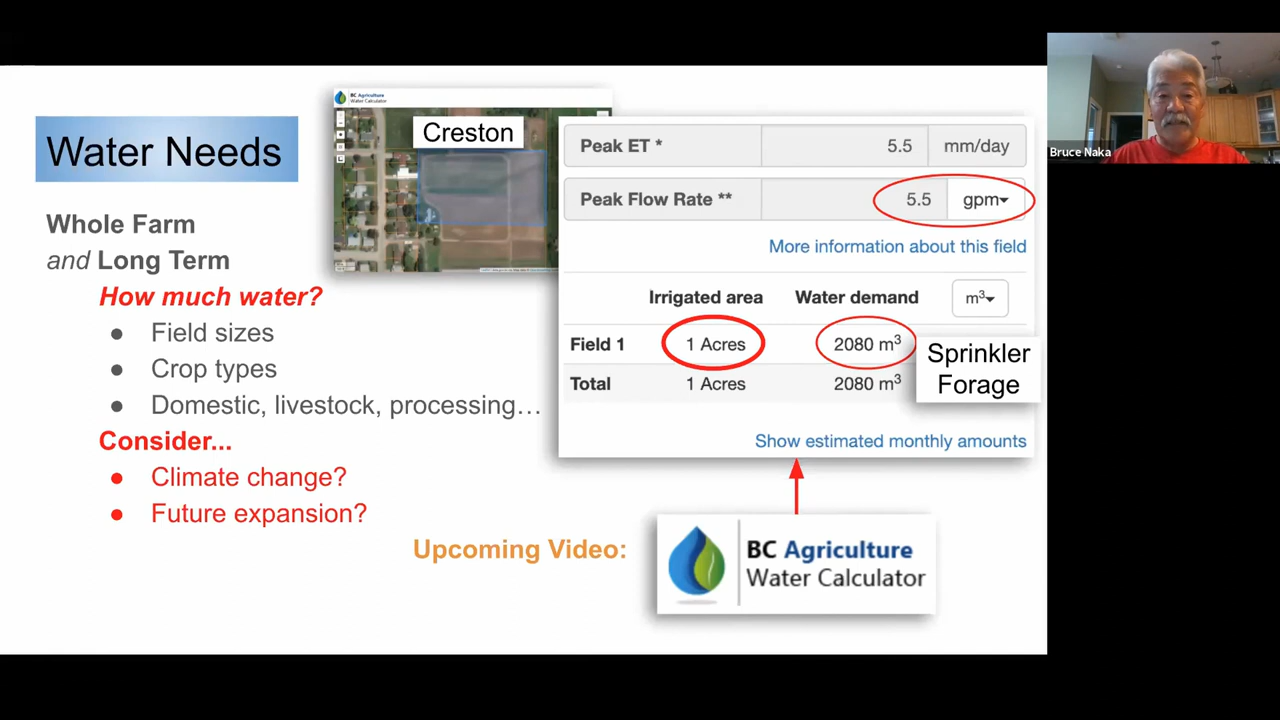 Water Needs
Whole Farm
and Long Term
How much water?
● Field sizes
● Crop types
● Domestic, livestock, processing…
Consider...
● Climate change?
● Future expansion?
BC Agriculture
Water Calculator
Creston
Peak ET * 5.5 mm/day
Peak Flow Rate ** 5.5 gpm
More information about this field
Irrigated area Water demand m³
Field 1 1 Acres 2080 m³
Total 1 Acres 2080 m³
Sprinkler
Forage
Show estimated monthly amounts
Upcoming Video:
BC Agriculture
Water Calculator
Bruce Naka